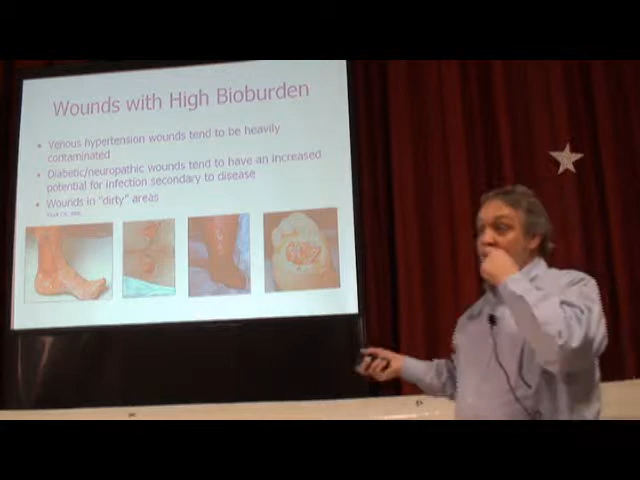 Wounds with High Bioburden
• Venous hypertension wounds tend to be heavily
contaminated
• Diabetic/neuropathic wounds tend to have an increased
potential for infection secondary to disease
• Wounds in "dirty" areas